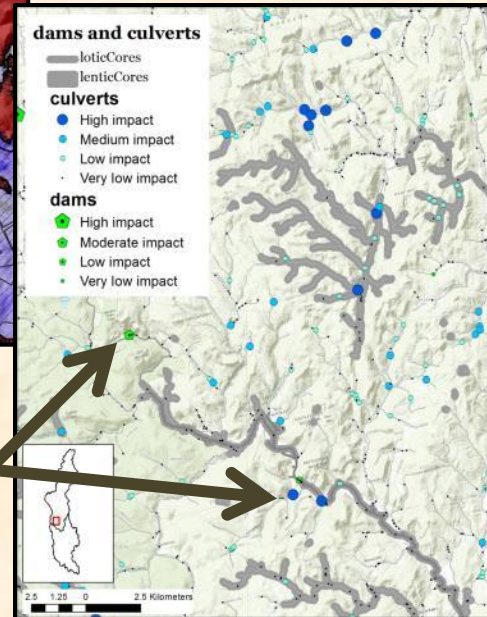 dams and culverts
loticCores
lenticCores
culverts
High impact
Medium impact
Low impact
Very low impact
dams
High impact
Moderate impact
Low impact
Very low impact
2.5 1.25 0 2.5 Kilometers